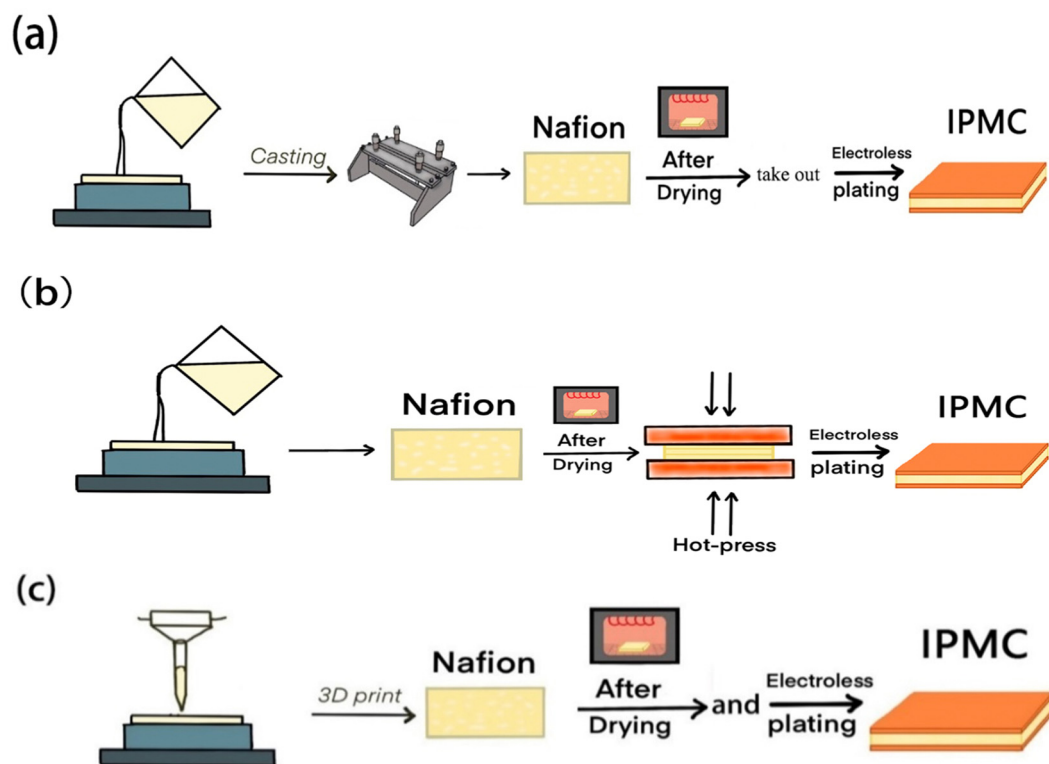 (a)
Casting
Nafion
After
Drying
take out
Electroless
plating
IPMC
(b)
Nafion
After
Drying
Hot-press
Electroless
plating
IPMC
(c)
3D print
Nafion
After
Drying
and
Electroless
plating
IPMC